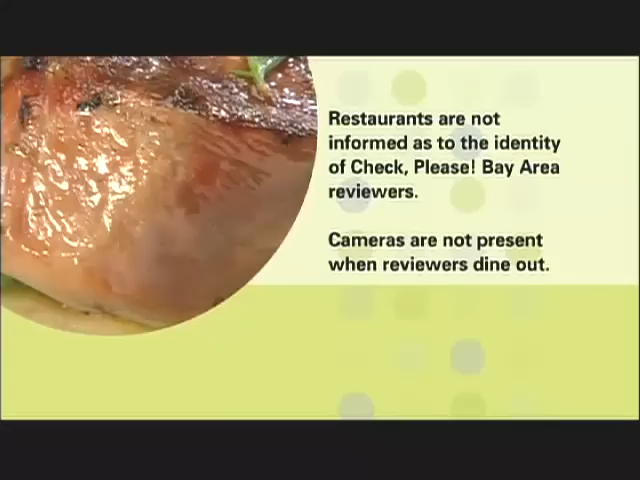 Restaurants are not
informed as to the identity
of Check, Please! Bay Area
reviewers.
Cameras are not present
when reviewers dine out.